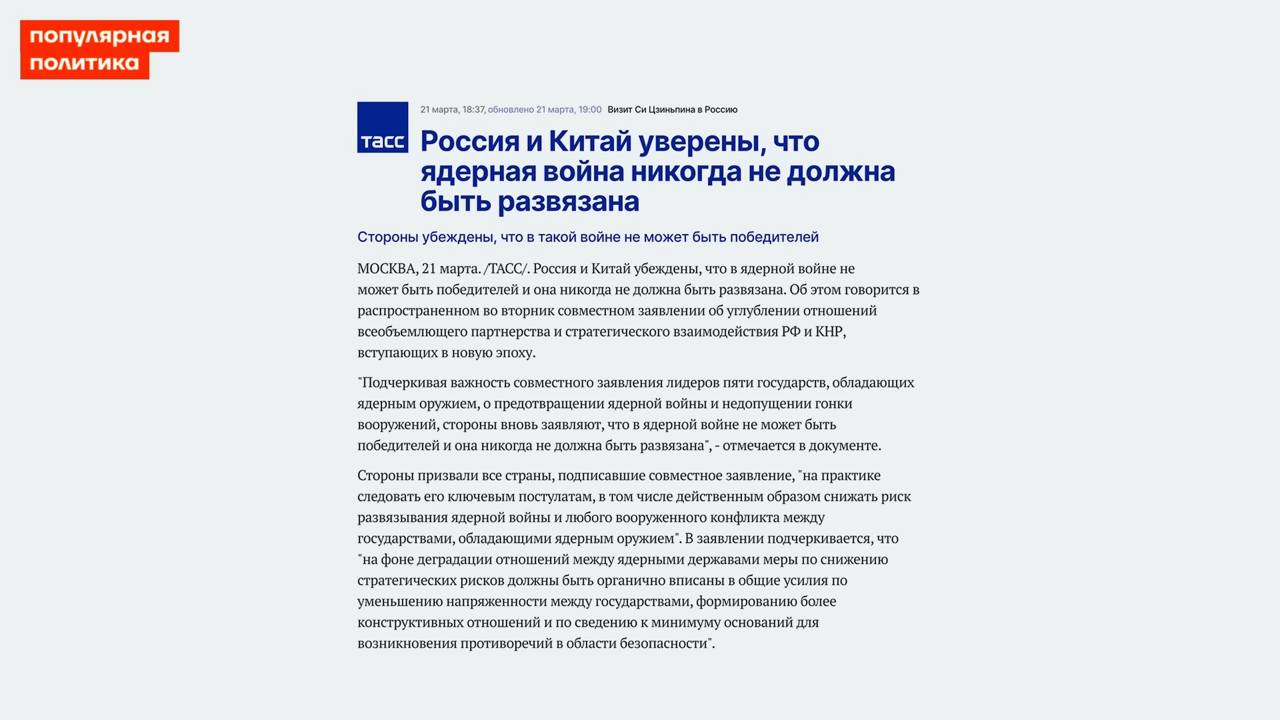 популярная
политика
21 марта, 18:37, обновлено 21 марта, 19:00 Визит Си Цзиньпина в Россию
тасс
Россия и Китай уверены, что
ядерная война никогда не должна
быть развязана
Стороны убеждены, что в такой войне не может быть победителей
МОСКВА, 21 марта. /ТАСС/. Россия и Китай убеждены, что в ядерной войне не
может быть победителей и она никогда не должна быть развязана. Об этом говорится в
распространенном во вторник совместном заявлении об углублении отношений
всеобъемлющего партнерства и стратегического взаимодействия РФ и КНР,
вступающих в новую эпоху.
"Подчеркивая важность совместного заявления лидеров пяти государств, обладающих
ядерным оружием, о предотвращении ядерной войны и недопущении гонки
вооружений, стороны вновь заявляют, что в ядерной войне не может быть
победителей и она никогда не должна быть развязана", - отмечается в документе.
Стороны призвали все страны, подписавшие совместное заявление, "на практике
следовать его ключевым постулатам, в том числе действенным образом снижать риск
развязывания ядерной войны и любого вооруженного конфликта между
государствами, обладающими ядерным оружием". В заявлении подчеркивается, что
"на фоне деградации отношений между ядерными державами меры по снижению
стратегических рисков должны быть органично вписаны в общие усилия по
уменьшению напряженности между государствами, формированию более
конструктивных отношений и по сведению к минимуму оснований для
возникновения противоречий в области безопасности".